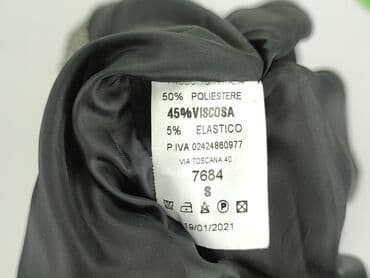 50% POLIESTERE
45%VISCOSA
5% ELASTICO
P.IVA 02424860977
VIA TOSCANA 40
7684
S